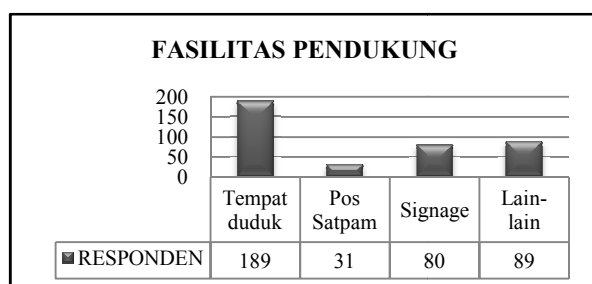 FASILITAS PENDUKUNG
200
150
100
50
0
Tempat duduk Pos Satpam Signage Lain-lain
RESPONDEN 189 31 80 89